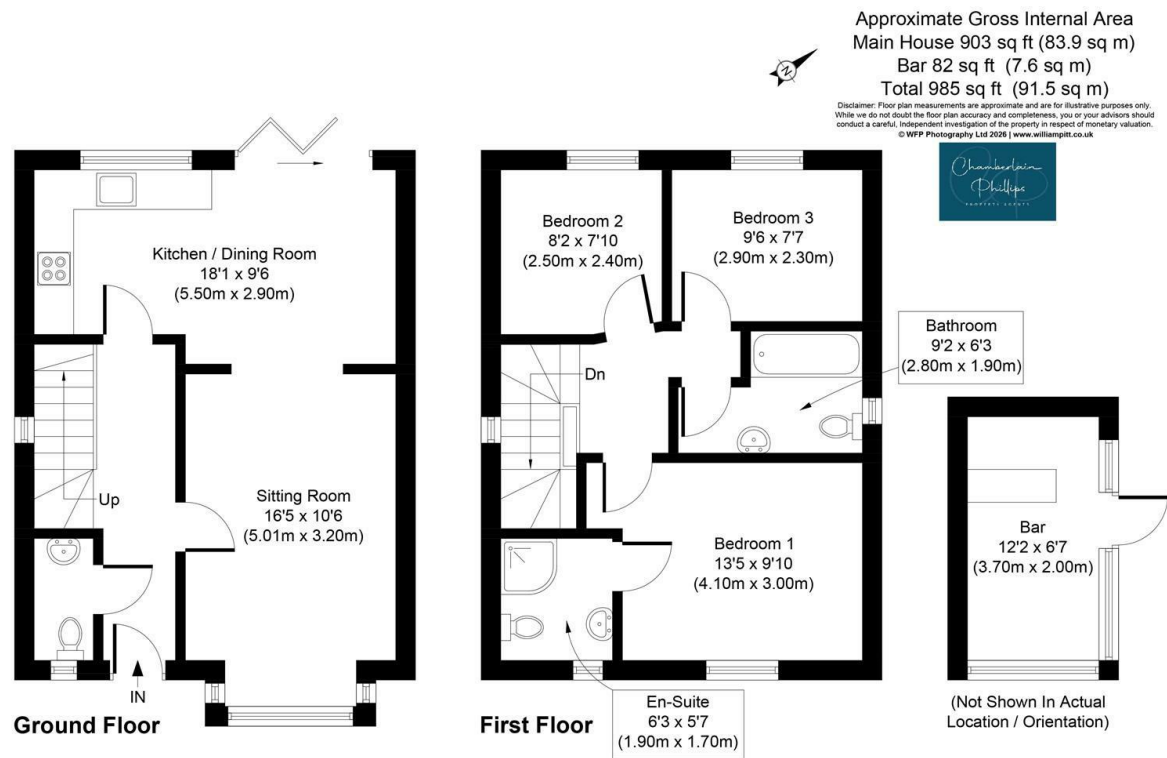 Approximate Gross Internal Area
Main House 903 sq ft (83.9 sq m)
Bar 82 sq ft (7.6 sq m)
Total 985 sq ft (91.5 sq m)
Disclaimer: Floor plan measurements are approximate and are for illustrative purposes only.
While we do not doubt the floor plan accuracy and completeness, you or your advisors should
conduct a careful, independent investigation of the property in respect of monetary valuation.
© WFP Photography Ltd 2026 | www.williampitt.co.uk
N
Chamberlain
Phillips
PROPERTY EXPERTS
Kitchen / Dining Room
18'1 x 9'6
(5.50m x 2.90m)
Up
Sitting Room
16'5 x 10'6
(5.01m x 3.20m)
IN
Ground Floor
Bedroom 2
8'2 x 7'10
(2.50m x 2.40m)
Bedroom 3
9'6 x 7'7
(2.90m x 2.30m)
Dn
Bathroom
9'2 x 6'3
(2.80m x 1.90m)
Bedroom 1
13'5 x 9'10
(4.10m x 3.00m)
En-Suite
6'3 x 5'7
(1.90m x 1.70m)
First Floor
Bar
12'2 x 6'7
(3.70m x 2.00m)
(Not Shown In Actual
Location / Orientation)